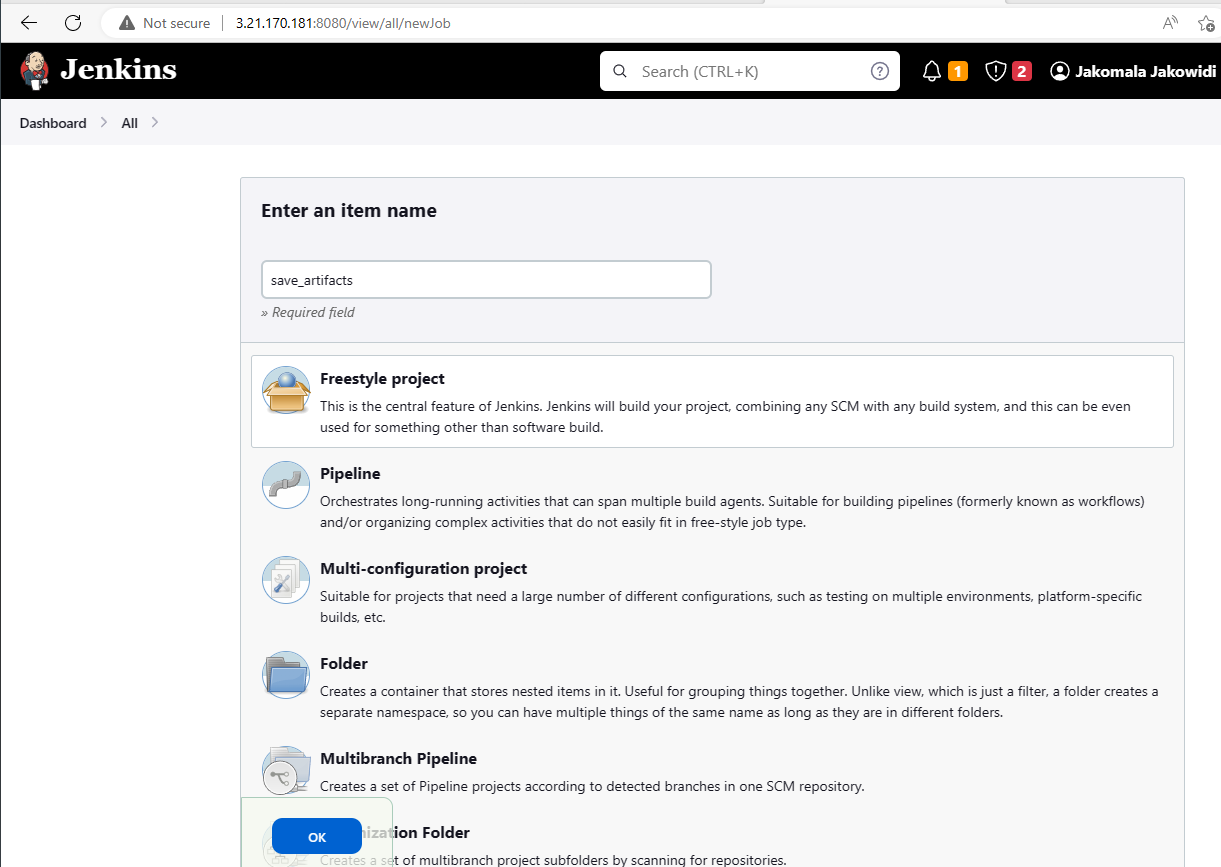 Not secure 3.21.170.181:8080/view/all/newJob
Jenkins Search (CTRL+K) ? 1 2 Jakomala Jakowidi
Dashboard > All >
Enter an item name
save_artifacts
» Required field
Freestyle project
This is the central feature of Jenkins. Jenkins will build your project, combining any SCM with any build system, and this can be even
used for something other than software build.
Pipeline
Orchestrates long-running activities that can span multiple build agents. Suitable for building pipelines (formerly known as workflows)
and/or organizing complex activities that do not easily fit in free-style job type.
Multi-configuration project
Suitable for projects that need a large number of different configurations, such as testing on multiple environments, platform-specific
builds, etc.
Folder
Creates a container that stores nested items in it. Useful for grouping things together. Unlike view, which is just a filter, a folder creates a
separate namespace, so you can have multiple things of the same name as long as they are in different folders.
Multibranch Pipeline
Creates a set of Pipeline projects according to detected branches in one SCM repository.
OK nization Folder
Creates a set of multibranch project subfolders by scanning for repositories.